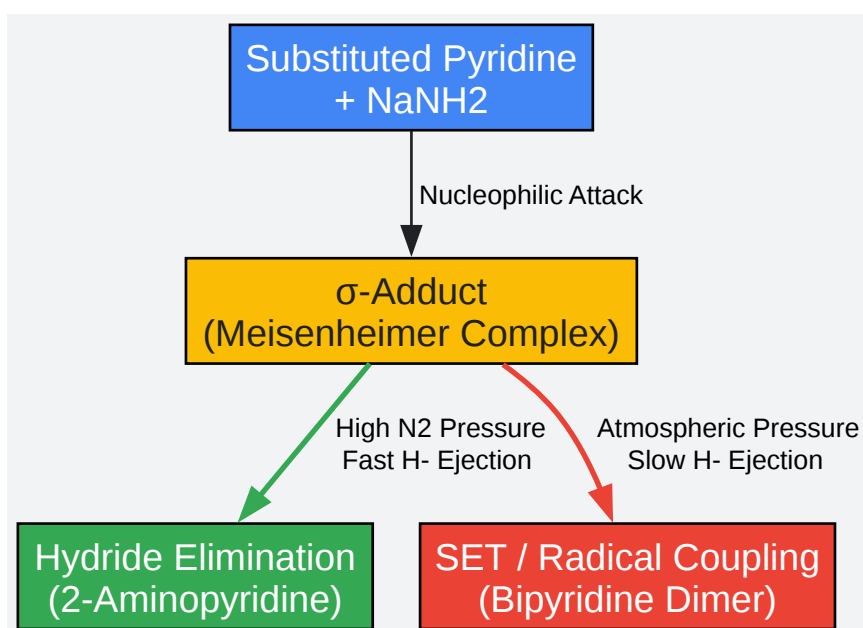 Substituted Pyridine
+ NaNH2
Nucleophilic Attack
σ-Adduct
(Meisenheimer Complex)
High N2 Pressure
Fast H- Ejection
Atmospheric Pressure
Slow H- Ejection
Hydride Elimination
(2-Aminopyridine)
SET / Radical Coupling
(Bipyridine Dimer)